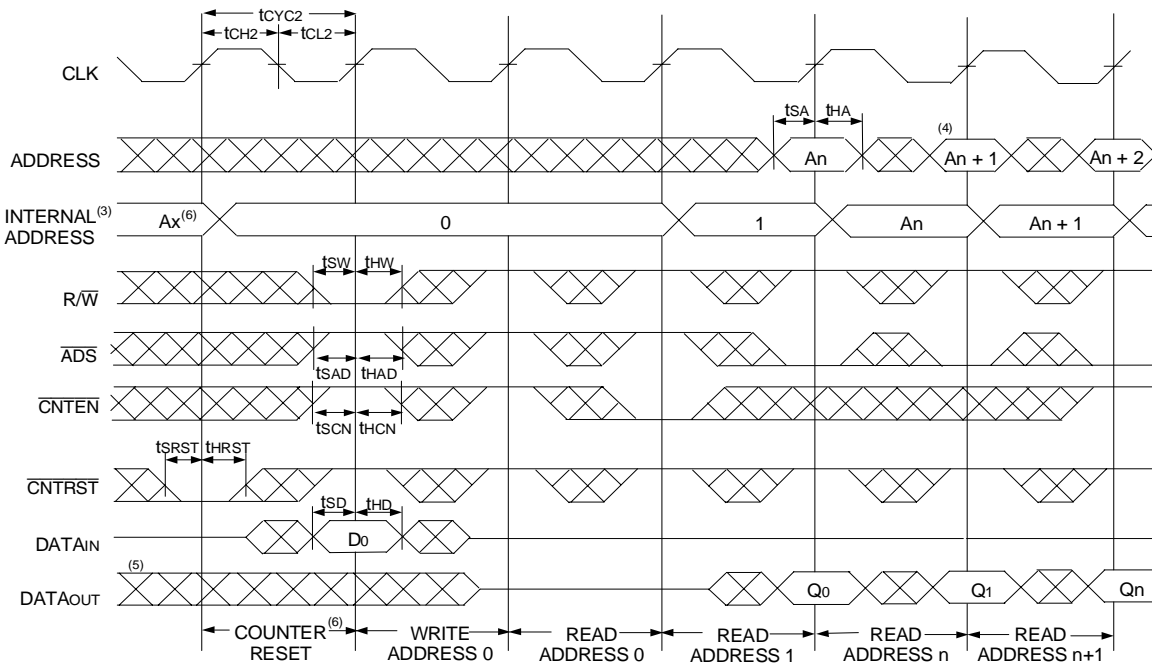 tCYC2
tCH2 tCL2
CLK
tSA tHA
(4)
ADDRESS An An + 1 An + 2
INTERNAL(3)
ADDRESS
Ax(6) 0 1 An An + 1
tSW tHW
R/W
ADS
tSAD tHAD
CNTEN
tSCN tHCN
tSRST tHRST
CNTRST
tSD tHD
DATAIN D0
(5)
DATAOUT Q0 Q1 Qn
COUNTER(6)
RESET
WRITE
ADDRESS 0
READ
ADDRESS 0
READ
ADDRESS 1
READ
ADDRESS n
READ
ADDRESS n+1